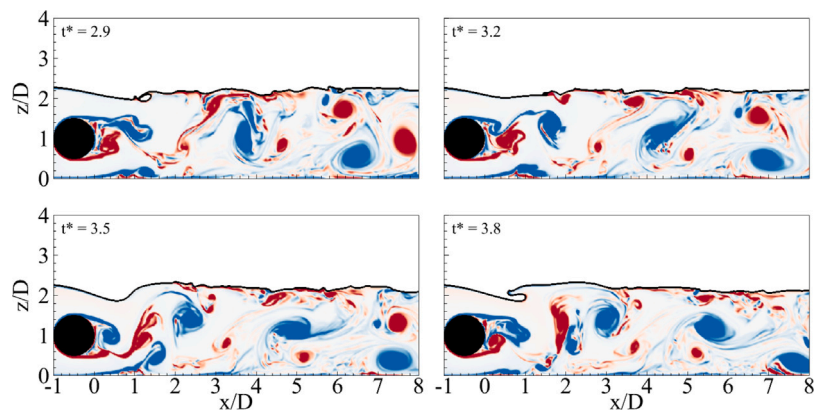 4 t* = 2.9 t* = 3.2
3
z/D
2
1
0
4 t* = 3.5 t* = 3.8
3
z/D
2
1
0
-1 0 1 2 3 4 5 6 7 8 -1 0 1 2 3 4 5 6 7 8
x/D x/D